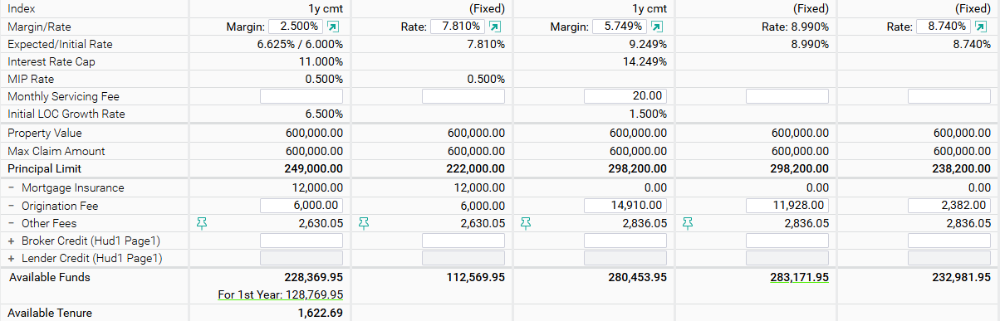 Index 1y cmt (Fixed) 1y cmt (Fixed) (Fixed)
Margin/Rate Margin: 2.500% Rate: 7.810% Margin: 5.749% Rate: 8.990% Rate: 8.740%
Expected/Initial Rate 6.625% / 6.000% 7.810% 9.249% 8.990% 8.740%
Interest Rate Cap 11.000% 14.249%
MIP Rate 0.500% 0.500%
Monthly Servicing Fee 20.00
Initial LOC Growth Rate 6.500% 1.500%
Property Value 600,000.00 600,000.00 600,000.00 600,000.00 600,000.00
Max Claim Amount 600,000.00 600,000.00 600,000.00 600,000.00 600,000.00
Principal Limit 249,000.00 222,000.00 298,200.00 298,200.00 238,200.00
− Mortgage Insurance 12,000.00 12,000.00 0.00 0.00 0.00
− Origination Fee 6,000.00 6,000.00 14,910.00 11,928.00 2,382.00
− Other Fees 2,630.05 2,630.05 2,836.05 2,836.05 2,836.05
+ Broker Credit (Hud1 Page1)
+ Lender Credit (Hud1 Page1)
Available Funds 228,369.95 112,569.95 280,453.95 283,171.95 232,981.95
For 1st Year: 128,769.95
Available Tenure 1,622.69